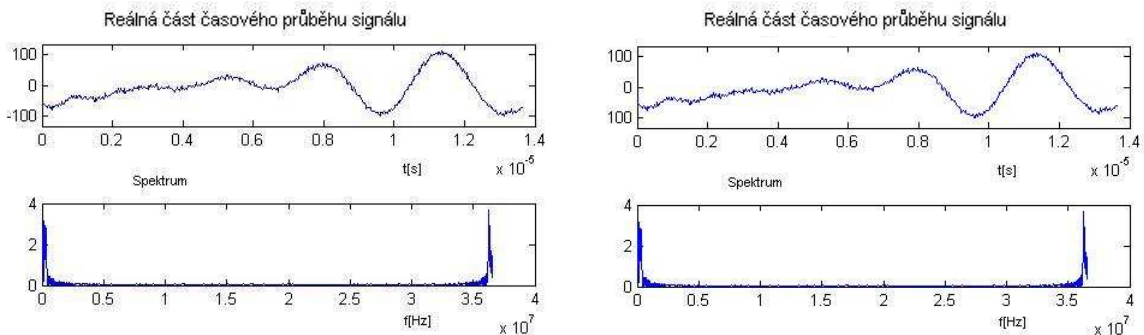 Reálná část časového průběhu signálu
100
0
-100
0 0.2 0.4 0.6 0.8 1 1.2 1.4
t[s]
x 10-5
Spektrum
4
2
0
0 0.5 1 1.5 2 2.5 3 3.5 4
f[Hz]
x 10 7
Reálná část časového průběhu signálu
100
0
100
0 0.2 0.4 0.6 0.8 1 1.2 1.4
t[s]
x 10-5
Spektrum
4
2
0
0 0.5 1 1.5 2 2.5 3 3.5 4
f[Hz]
x 10 7